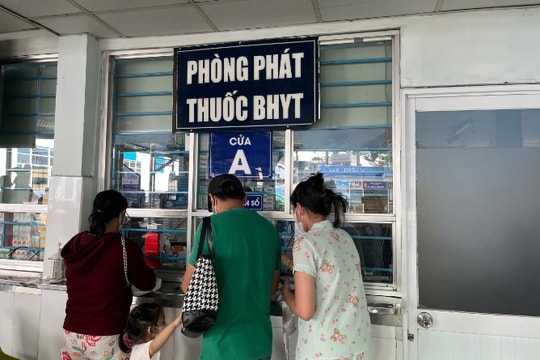 PHÒNG PHÁT
THUỐC BHYT
CỬA
A
SỐ